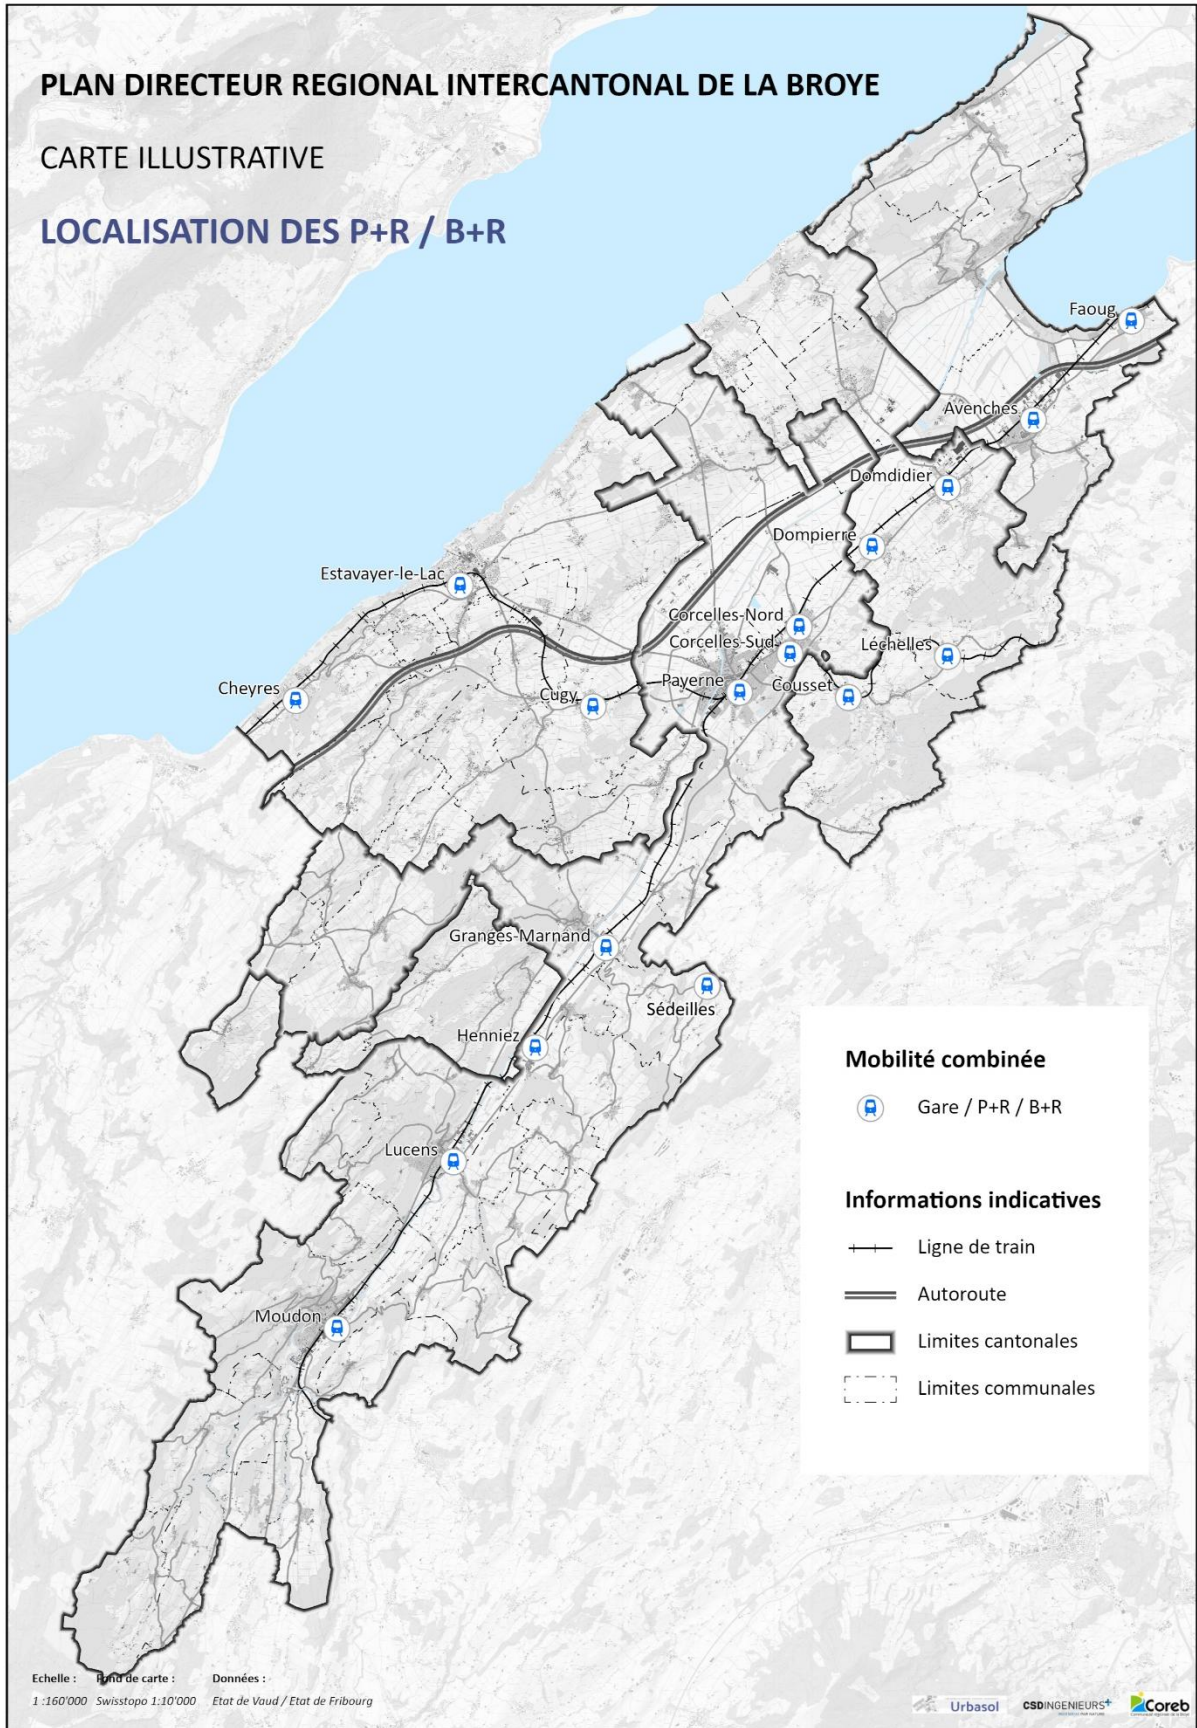 PLAN DIRECTEUR REGIONAL INTERCANTONAL DE LA BROYE
CARTE ILLUSTRATIVE
LOCALISATION DES P+R / B+R
Faoug
Avenches
Domdidier
Dompierre
Estavayer-le-Lac
Corcelles-Nord
Corcelles-Sud
Léchelles
Payerne
Cousset
Cheyres
Cugy
Granges-Marnand
Sédeilles
Henniez
Lucens
Moudon
Mobilité combinée
Gare / P+R / B+R
Informations indicatives
Ligne de train
Autoroute
Limites cantonales
Limites communales
Echelle : Fond de carte : Données :
1 :160'000 Swisstopo 1:10'000 Etat de Vaud / Etat de Fribourg
Urbasol CSDINGENIEURS+ Coreb